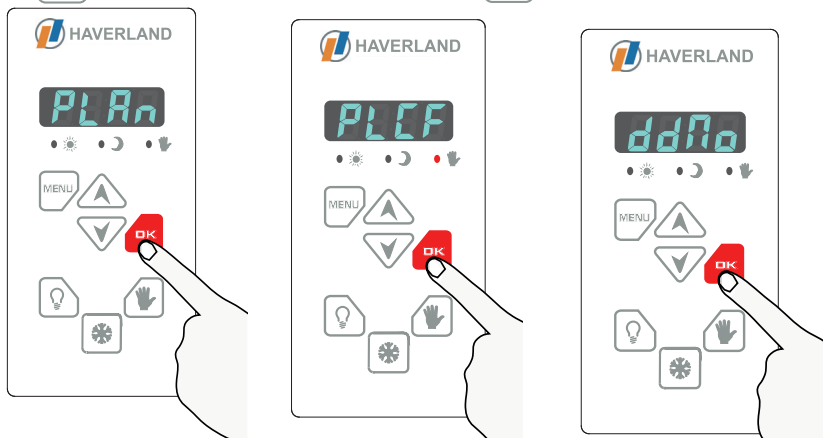 HAVERLAND
PLAn
MENU
OK
HAVERLAND
PLCF
MENU
OK
HAVERLAND
ddMo
MENU
OK